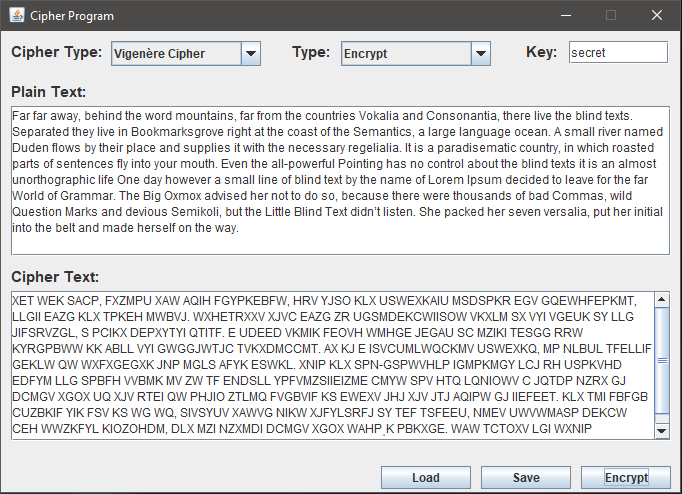 Cipher Program
Cipher Type: Vigenère Cipher Type: Encrypt Key: secret
Plain Text:
Far far away, behind the word mountains, far from the countries Vokalia and Consonantia, there live the blind texts.
Separated they live in Bookmarksgrove right at the coast of the Semantics, a large language ocean. A small river named
Duden flows by their place and supplies it with the necessary regelialia. It is a paradisematic country, in which roasted
parts of sentences fly into your mouth. Even the all-powerful Pointing has no control about the blind texts it is an almost
unorthographic life One day however a small line of blind text by the name of Lorem Ipsum decided to leave for the far
World of Grammar. The Big Oxmox advised her not to do so, because there were thousands of bad Commas, wild
Question Marks and devious Semikoli, but the Little Blind Text didn't listen. She packed her seven versalia, put her initial
into the belt and made herself on the way.
Cipher Text:
XET WEK SACP, FXZMPU XAW AQIH FGYPKEBFW, HRV YJSO KLX USWEXKAIU MSDSPKR EGV GQEWHFEPKMT,
LLGII EAZG KLX TPKEH MWBVJ. WXHETRXXV XJVC EAZG ZR UGSMDEKCWIISOW VKXLM SX VYI VGEUK SY LLG
JIFSRVZGL, S PCIKX DEPXYTYI QTITF. E UDEED VKMIK FEOVH WMHGE JEGAU SC MZIKI TESGG RRW
KYRGPBWW KK ABLL VYI GWGGJWTJC TVKXDMCCMT. AX KJ E ISVCUMLWQCKMV USWEXKQ, MP NLBUL TFELLIF
GEKLW QW WXFXGEGXK JNP MGLS AFYK ESWKL. XNIP KLX SPN-GSPWVHLP IGMPKMGY LCJ RH USPKVHD
EDFYM LLG SPBFH VVBMK MV ZW TF ENDSLL YPFVMZSIIEIZME CMYW SPV HTQ LQNIOWV C JQTDP NZRX GJ
DCMGV XGOX UQ XJV RTEI QW PHJIO ZTLMQ FVGBVIF KS EWEXV JHJ XJV JTJ AQIPW GJ IIEFEET. KLX TMI FBFGB
CUZBKIF YIK FSV KS WG WQ, SIVSYUV XAWVG NIKW XJFYLSRFJ SY TEF TSFEEU, NMEV UWVWMASP DEKCW
CEH WWZKFYL KIOZOHDM, DLX MZI NZXMDI DCMGV XGOX WAHP¸K PBKXGE. WAW TCTOXV LGI WXNIP
Load Save Encrypt